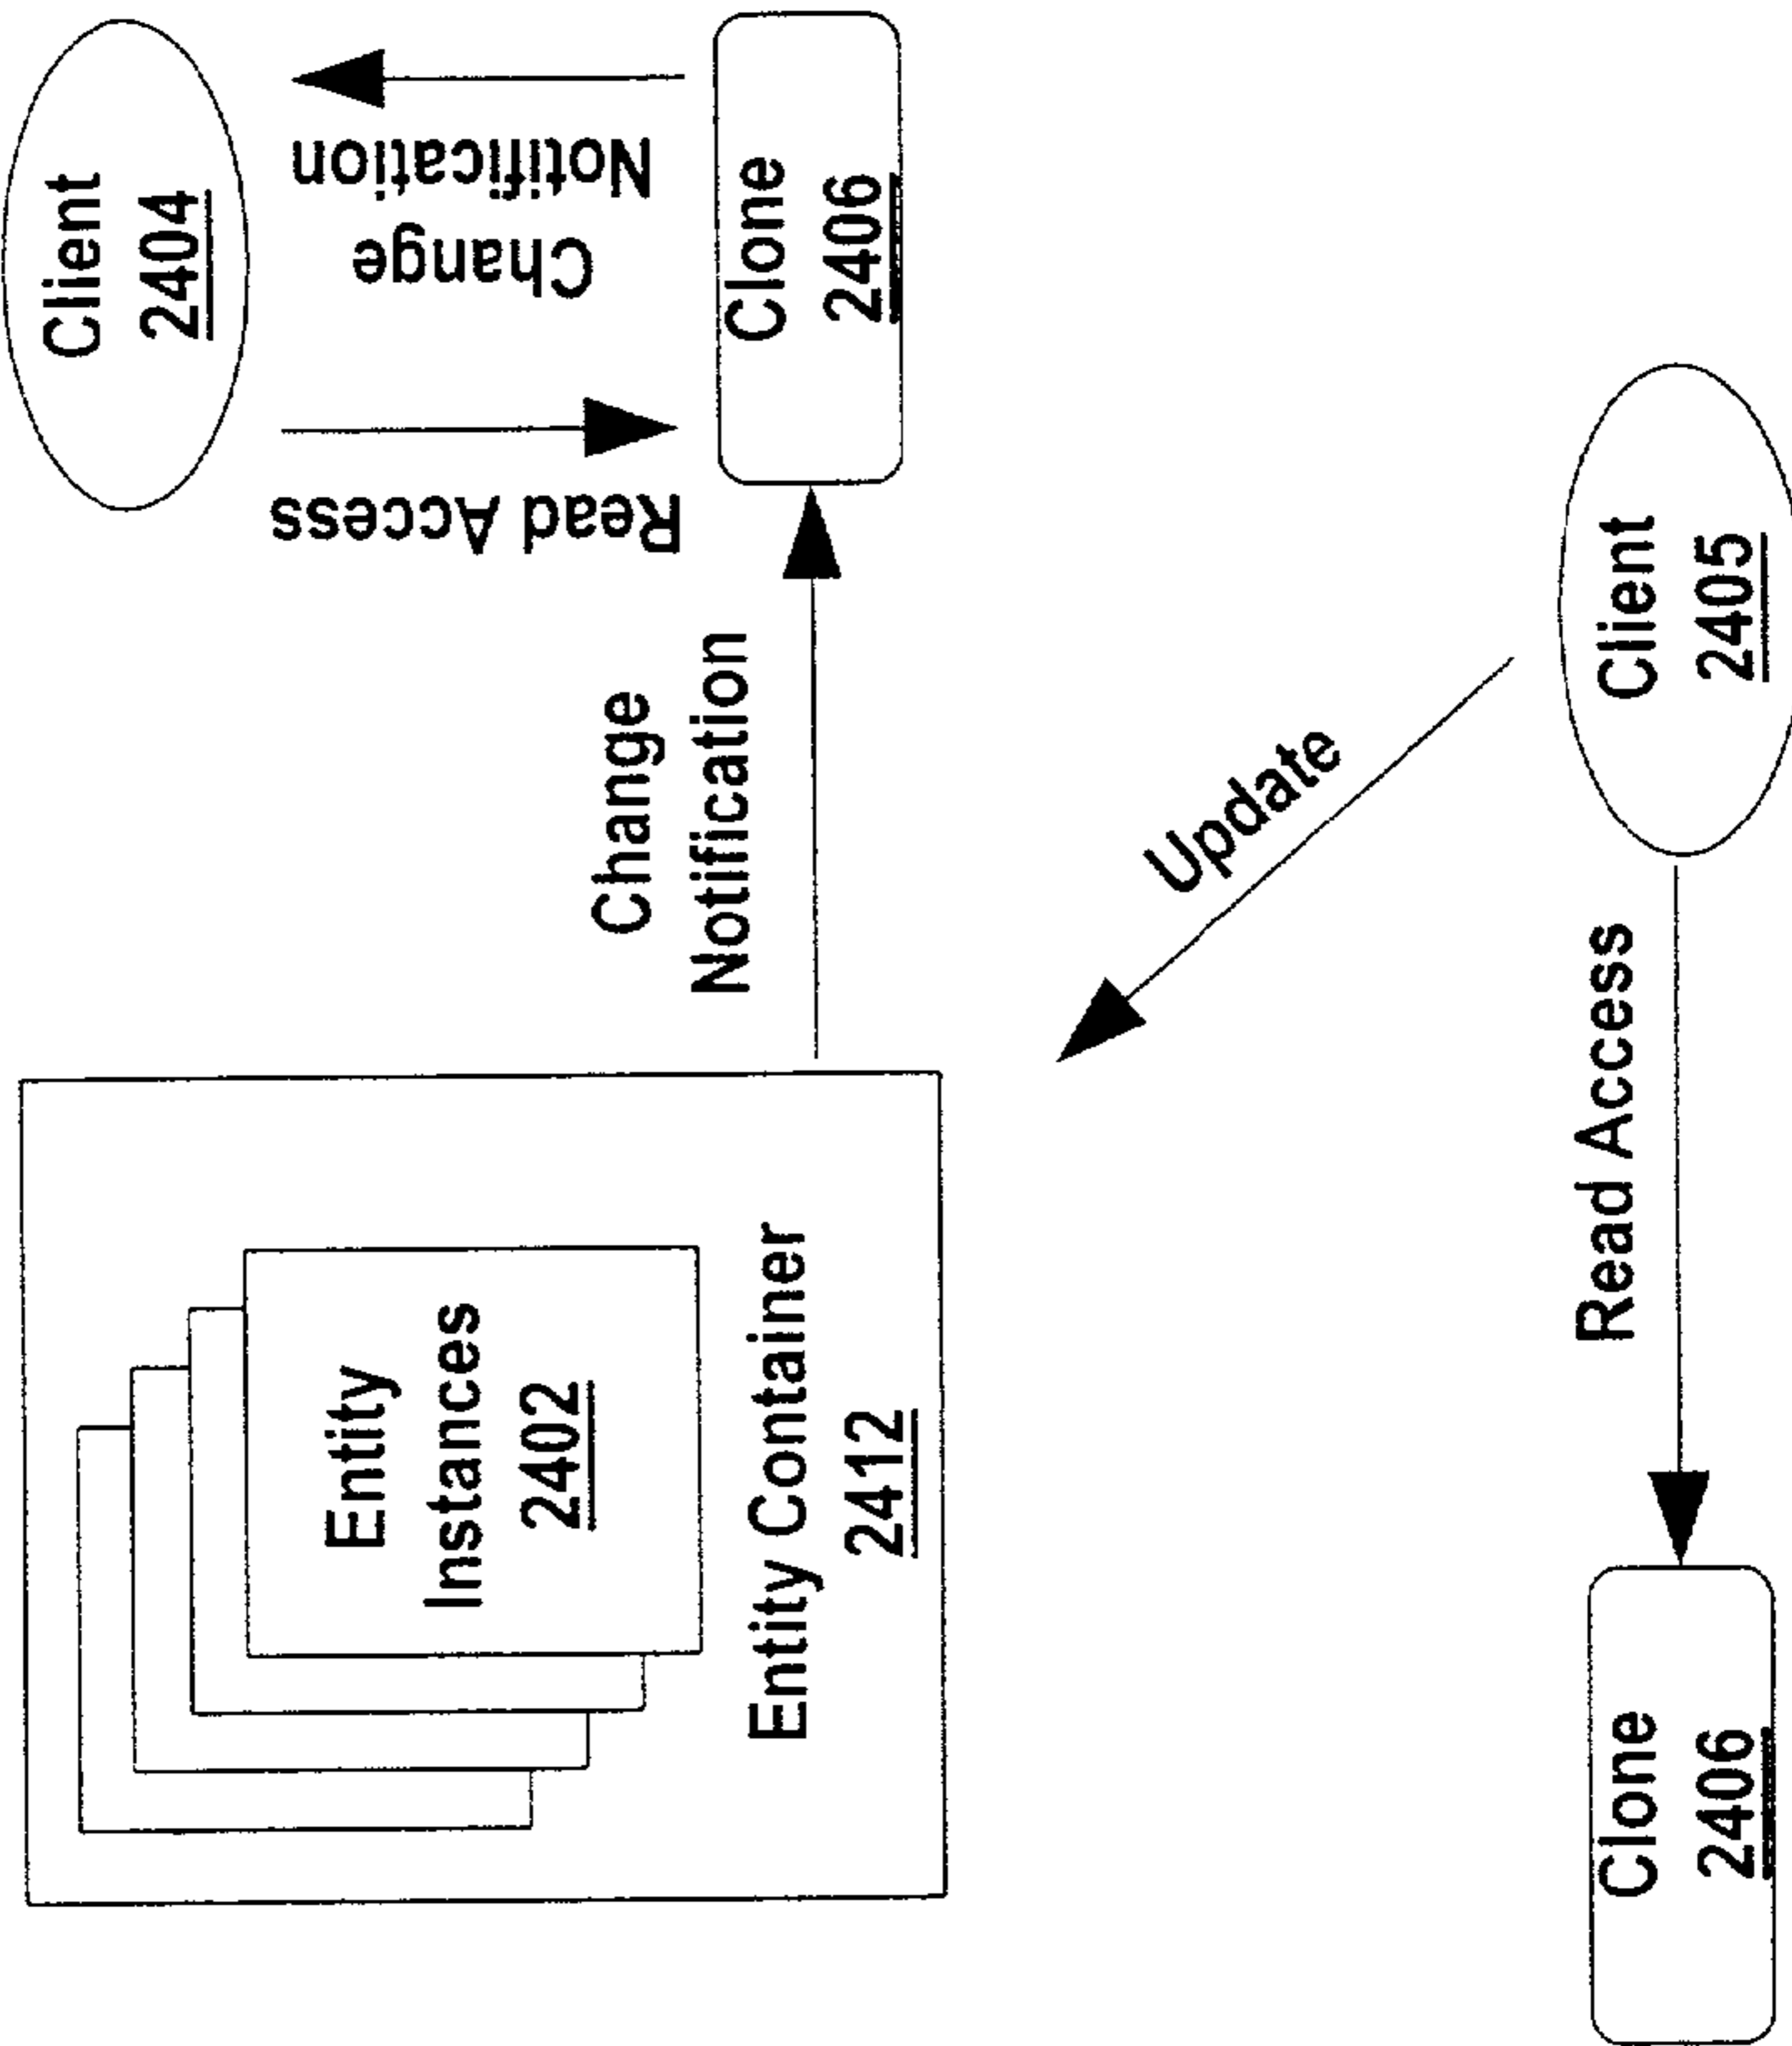 Client
2404
Read Access
Change
Notification
Clone
2406
Change
Notification
Entity
Instances
2402
Entity Container
2412
Update
Client
2405
Read Access
Clone
2406